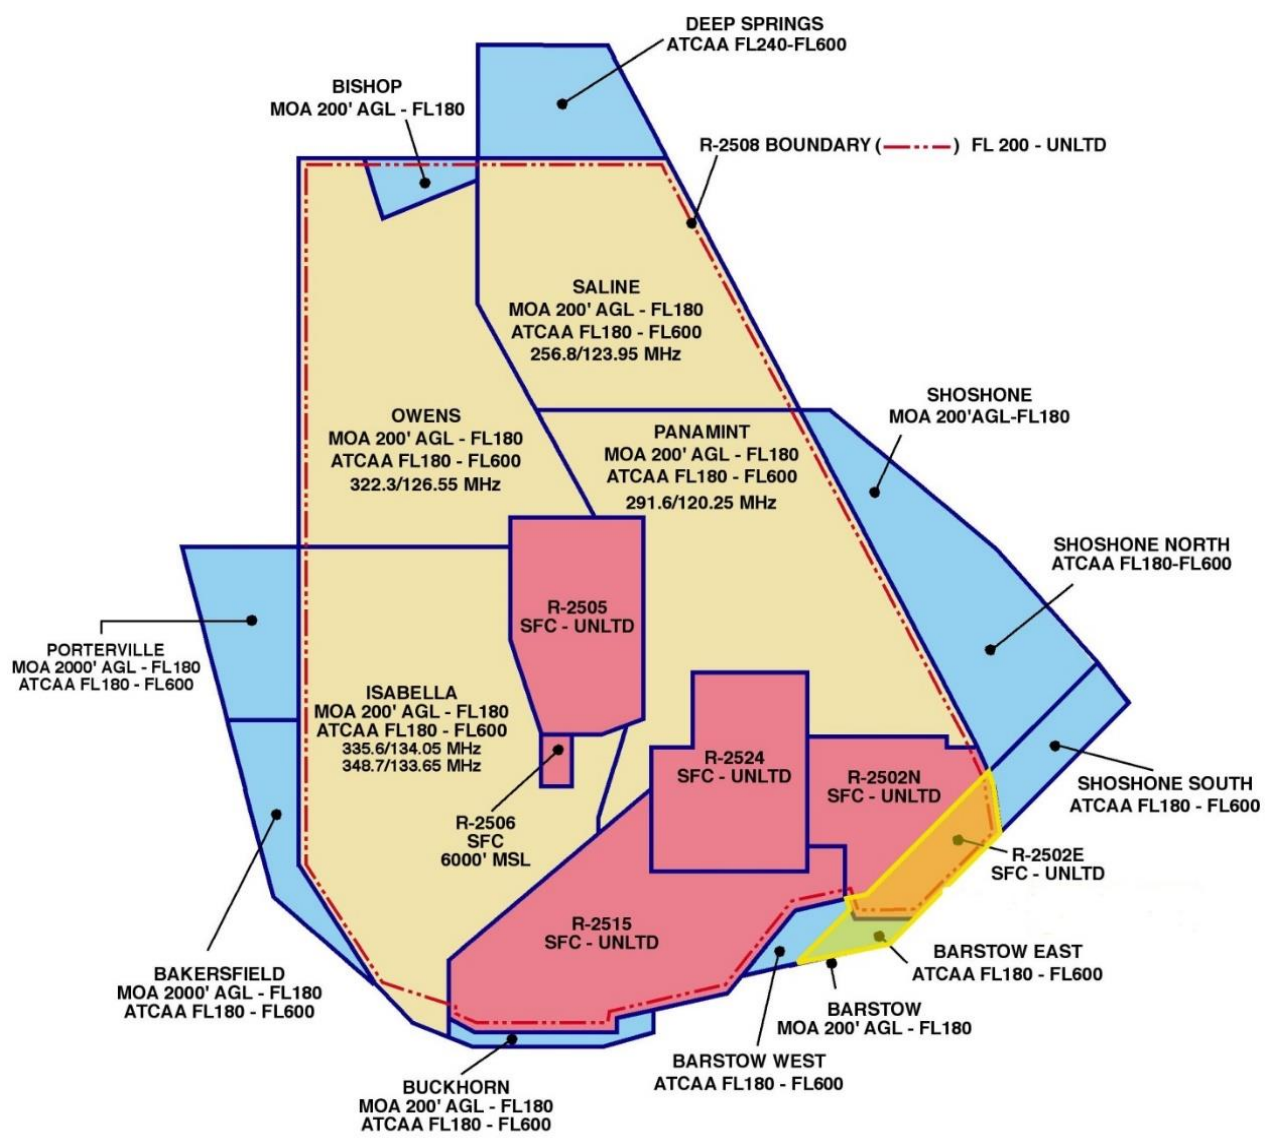 DEEP SPRINGS
ATCAA FL240-FL600
BISHOP
MOA 200' AGL - FL180
R-2508 BOUNDARY ( ) FL 200 - UNLTD
SALINE
MOA 200' AGL - FL180
ATCAA FL180 - FL600
256.8/123.95 MHz
SHOSHONE
MOA 200'AGL-FL180
OWENS
MOA 200' AGL - FL180
ATCAA FL180 - FL600
322.3/126.55 MHz
PANAMINT
MOA 200' AGL - FL180
ATCAA FL180 - FL600
291.6/120.25 MHz
SHOSHONE NORTH
ATCAA FL180-FL600
R-2505
SFC - UNLTD
PORTERVILLE
MOA 2000' AGL - FL180
ATCAA FL180 - FL600
ISABELLA
MOA 200' AGL - FL180
ATCAA FL180 - FL600
335.6/134.05 MHz
348.7/133.65 MHz
R-2524
SFC - UNLTD
R-2502N
SFC - UNLTD
SHOSHONE SOUTH
ATCAA FL180 - FL600
R-2506
SFC
6000' MSL
R-2502E
SFC - UNLTD
R-2515
SFC - UNLTD
BARSTOW EAST
ATCAA FL180 - FL600
BAKERSFIELD
MOA 2000' AGL - FL180
ATCAA FL180 - FL600
BARSTOW
MOA 200' AGL - FL180
BARSTOW WEST
ATCAA FL180 - FL600
BUCKHORN
MOA 200' AGL - FL180
ATCAA FL180 - FL600